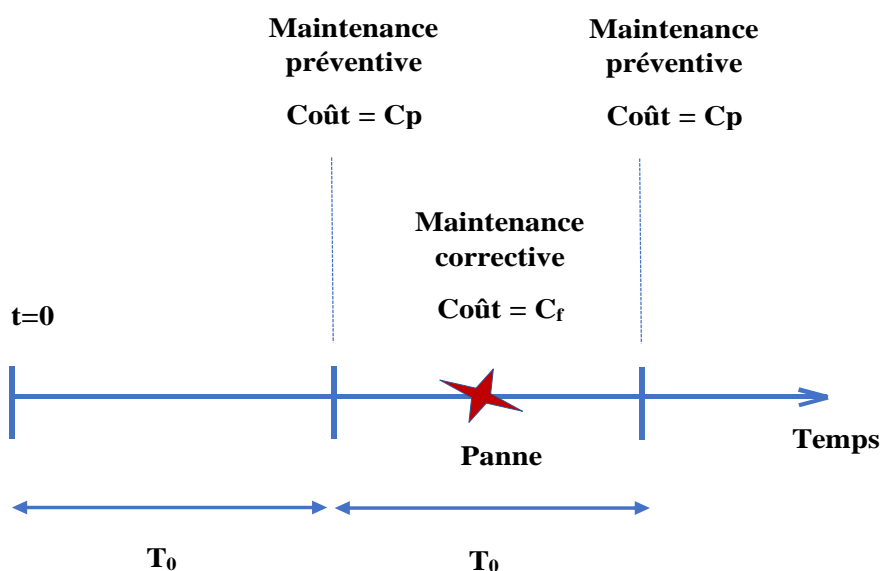 Maintenance
préventive
Coût = Cp
Maintenance
préventive
Coût = Cp
Maintenance
corrective
Coût = Cf
t=0
Panne
Temps
T0
T0